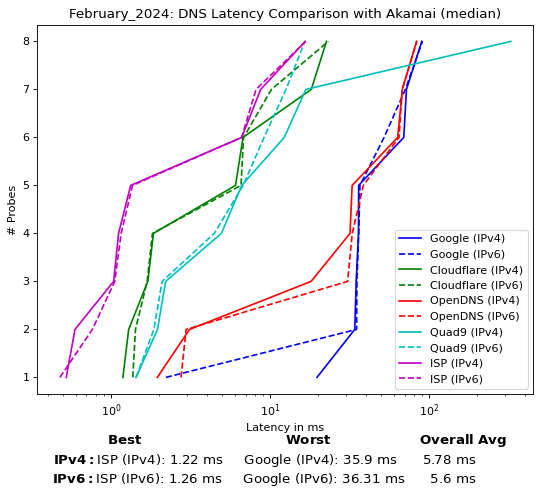 February_2024: DNS Latency Comparison with Akamai (median)
# Probes
8
7
6
5
4
3
2
1
Google (IPv4)
Google (IPv6)
Cloudflare (IPv4)
Cloudflare (IPv6)
OpenDNS (IPv4)
OpenDNS (IPv6)
Quad9 (IPv4)
Quad9 (IPv6)
ISP (IPv4)
ISP (IPv6)
10⁰ 10¹ 10²
Latency in ms
Best Worst Overall Avg
IPv4: ISP (IPv4): 1.22 ms Google (IPv4): 35.9 ms 5.78 ms
IPv6: ISP (IPv6): 1.26 ms Google (IPv6): 36.31 ms 5.6 ms